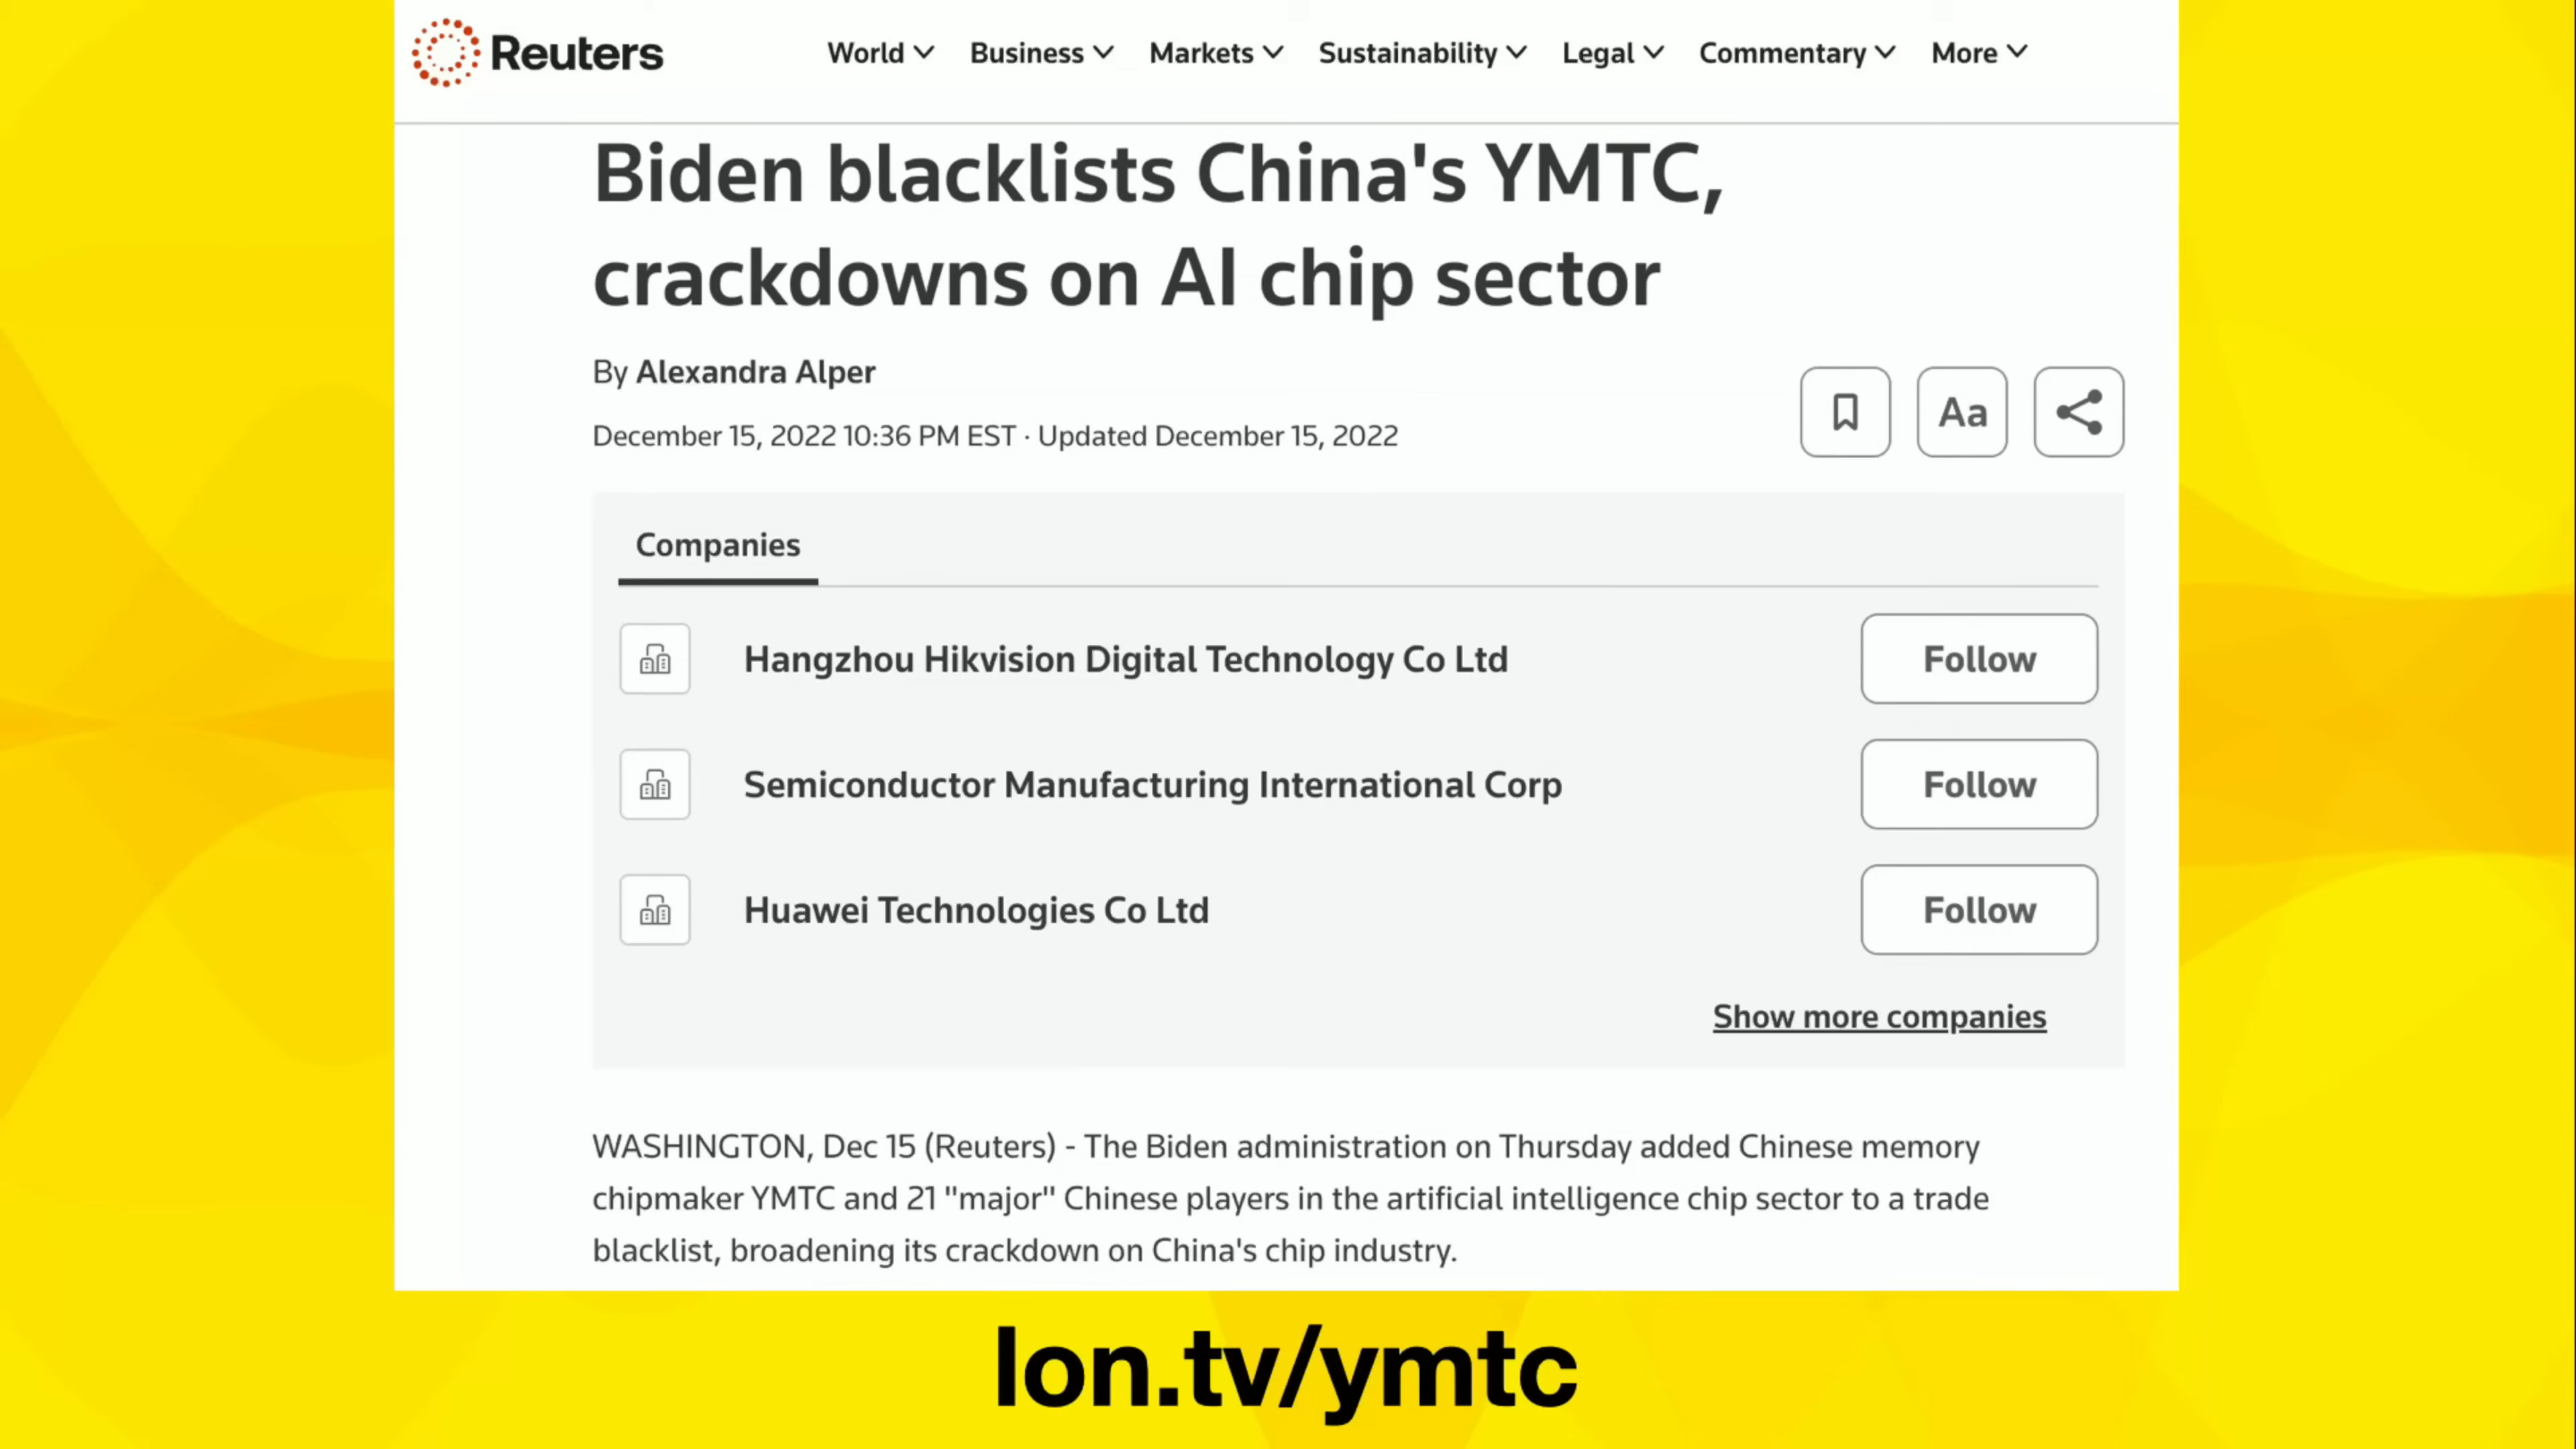 Reuters
World
Business
Markets
Sustainability
Legal
Commentary
More
Biden blacklists China's YMTC,
crackdowns on AI chip sector
By Alexandra Alper
December 15, 2022 10:36 PM EST · Updated December 15, 2022
Aa
Companies
Hangzhou Hikvision Digital Technology Co Ltd
Follow
Semiconductor Manufacturing International Corp
Follow
Huawei Technologies Co Ltd
Follow
Show more companies
WASHINGTON, Dec 15 (Reuters) - The Biden administration on Thursday added Chinese memory
chipmaker YMTC and 21 "major" Chinese players in the artificial intelligence chip sector to a trade
blacklist, broadening its crackdown on China's chip industry.
lon.tv/ymtc